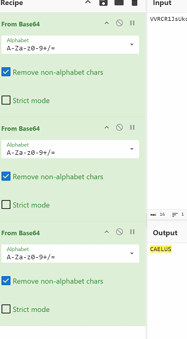 Recipe
Input
From Base64
Alphabet
A-Za-z0-9+/=
Remove non-alphabet chars
Strict mode
From Base64
Alphabet
A-Za-z0-9+/=
Remove non-alphabet chars
Strict mode
From Base64
Alphabet
A-Za-z0-9+/=
Remove non-alphabet chars
Strict mode
Output
CAELUS